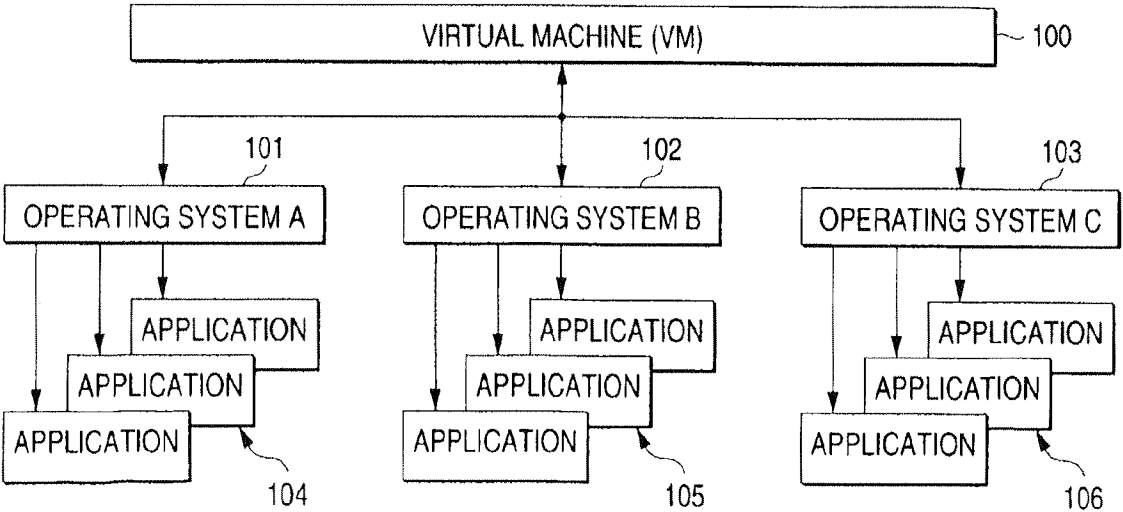 VIRTUAL MACHINE (VM)
100
101
102
103
OPERATING SYSTEM A
OPERATING SYSTEM B
OPERATING SYSTEM C
APPLICATION
APPLICATION
APPLICATION
104
APPLICATION
APPLICATION
APPLICATION
105
APPLICATION
APPLICATION
APPLICATION
106